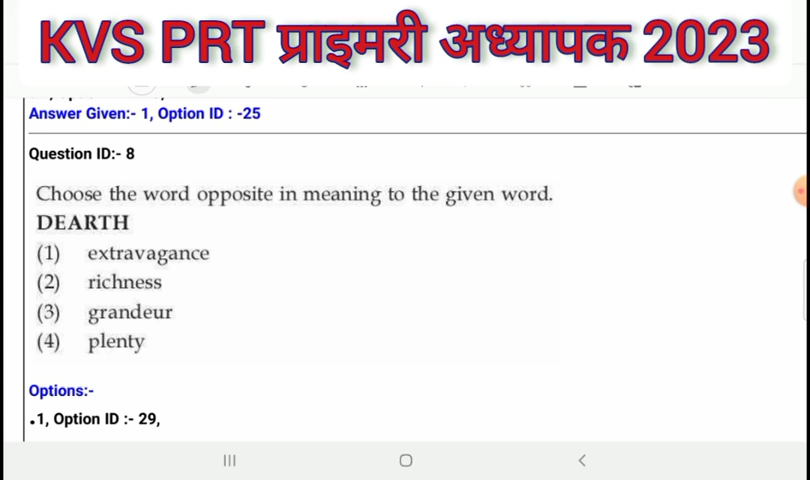 KVS PRT प्राइमरी अध्यापक 2023
Answer Given:- 1, Option ID : -25
Question ID:- 8
Choose the word opposite in meaning to the given word.
DEARTH
(1) extravagance
(2) richness
(3) grandeur
(4) plenty
Options:-
.1, Option ID :- 29,